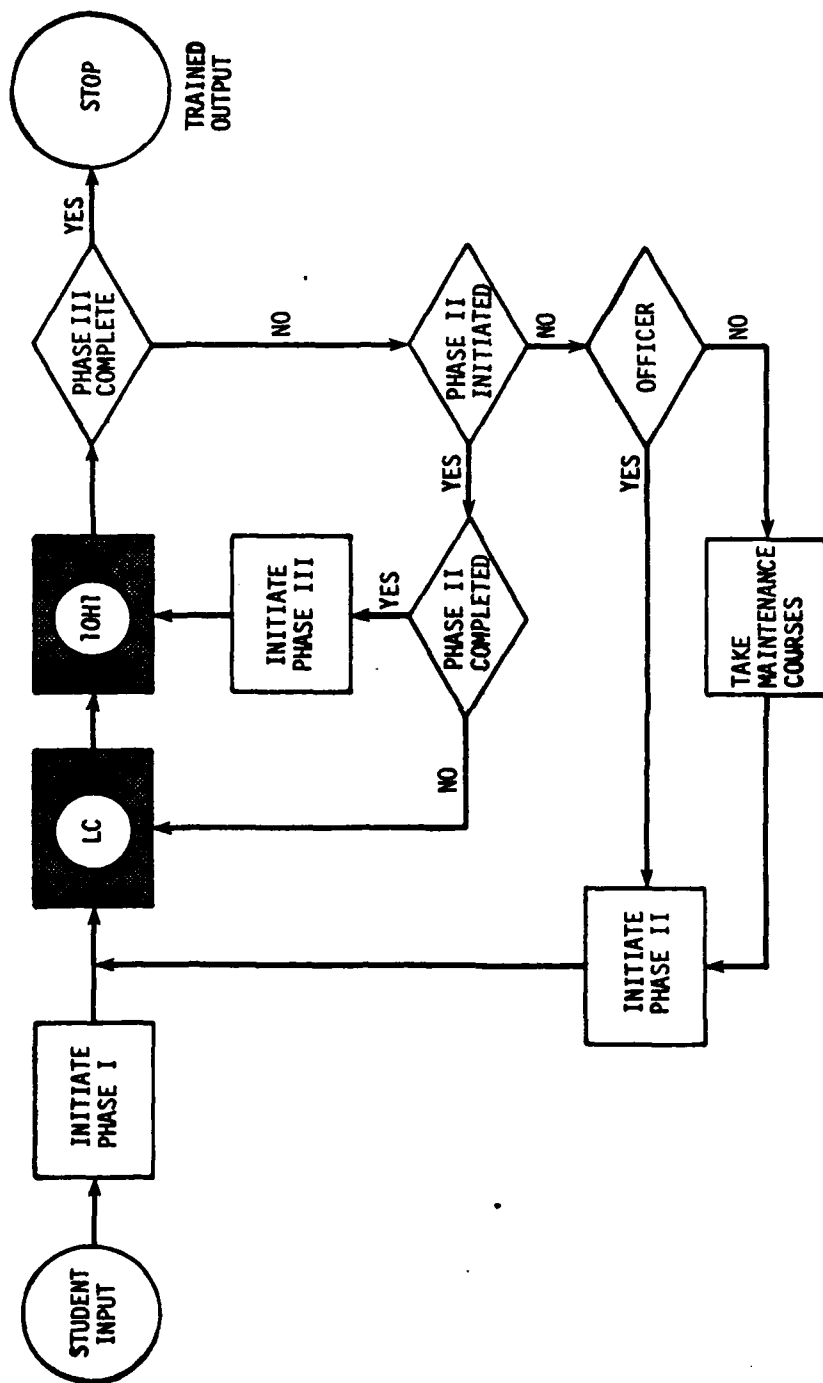 STUDENT
INPUT
INITIATE
PHASE I
LC
PHASE III
COMPLETE
YES
STOP
TRAINED
OUTPUT
NO
INITIATE
PHASE III
YES
PHASE II
COMPLETED
NO
YES
PHASE II
INITIATED
NO
OFFICER
YES
NO
INITIATE
PHASE II
TAKE
MAINTENANCE
COURSES